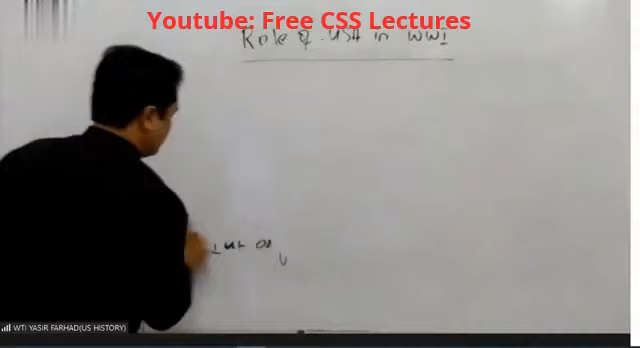 Youtube: Free CSS Lectures
Role of USA in WWI
WTI YASIR FARHAD(US HISTORY)